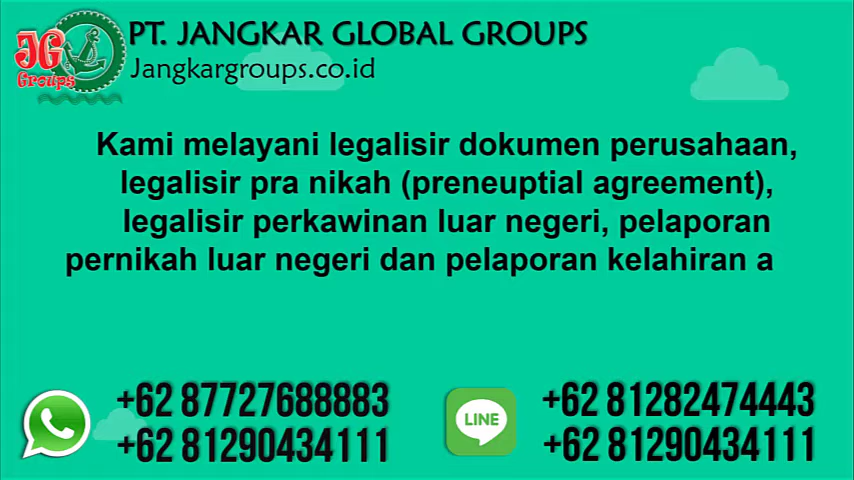 JG
Groups
PT. JANGKAR GLOBAL GROUPS
Jangkargroups.co.id
Kami melayani legalisir dokumen perusahaan,
legalisir pra nikah (preneuptial agreement),
legalisir perkawinan luar negeri, pelaporan
pernikah luar negeri dan pelaporan kelahiran a
+62 87727688883
+62 81290434111
LINE
+62 81282474443
+62 81290434111